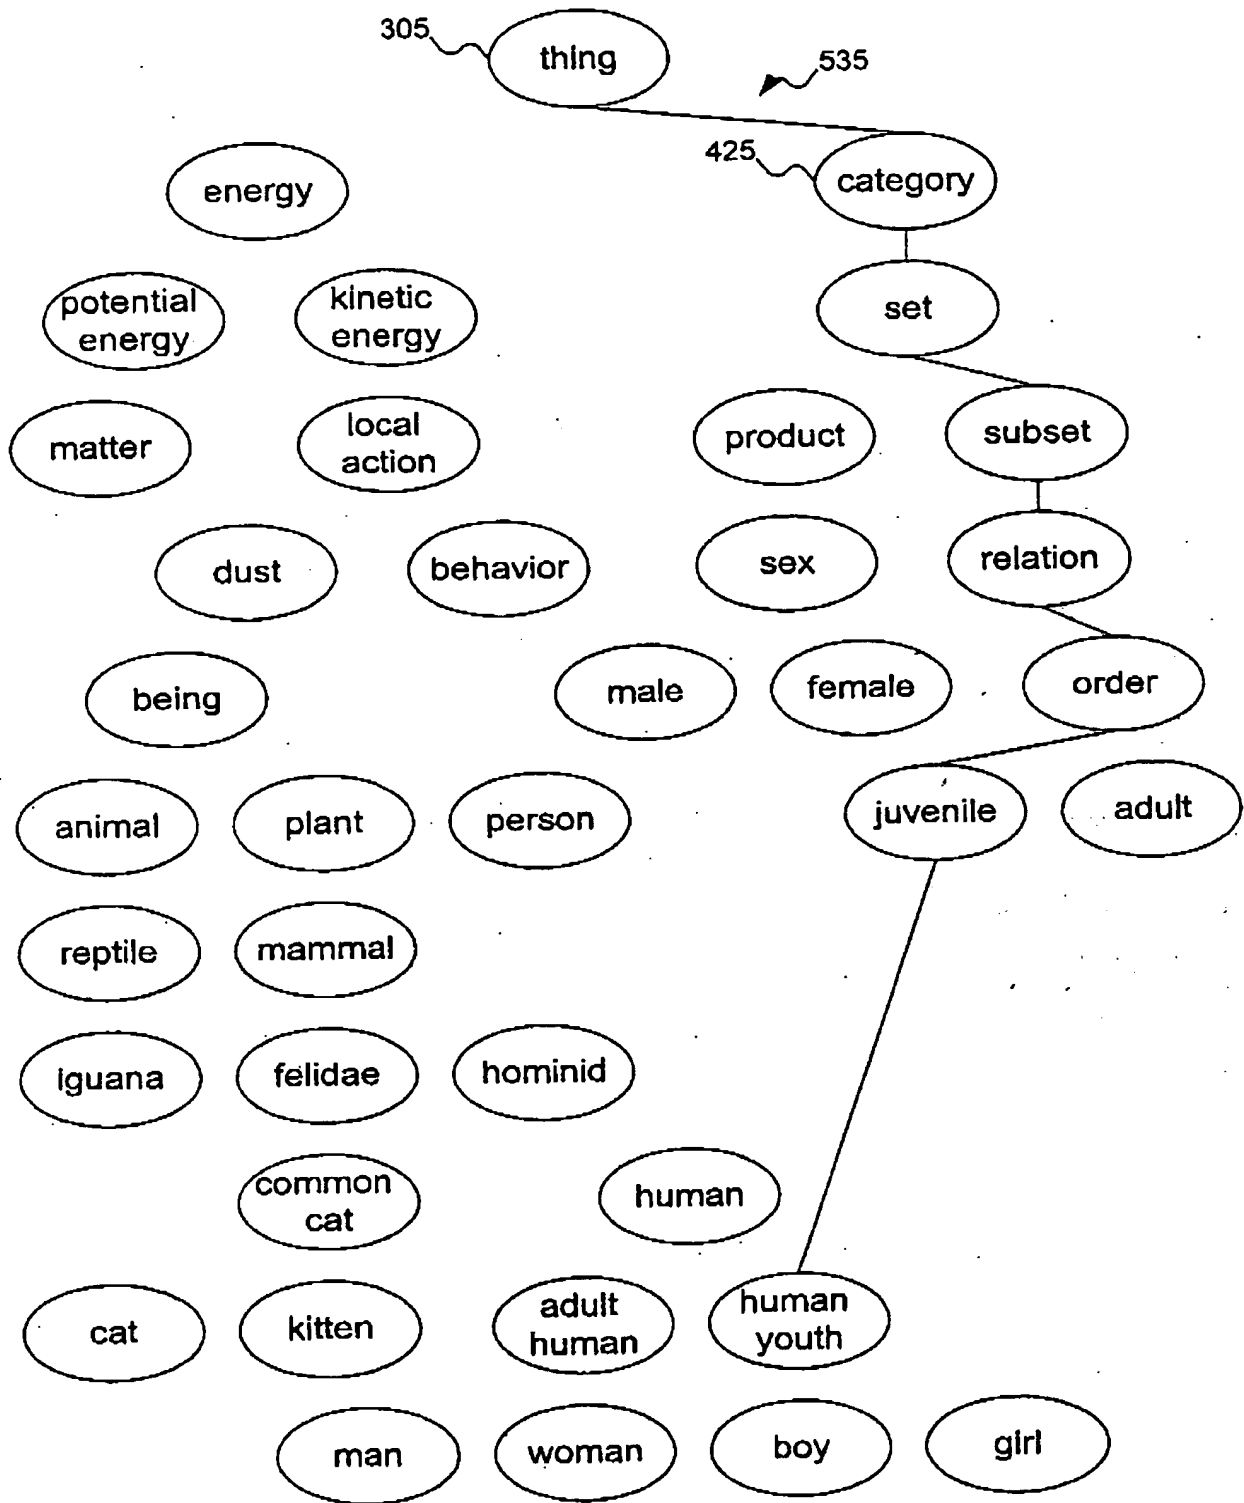 305
thing
535
425
category
energy
potential
energy
kinetic
energy
set
matter
local
action
product
subset
dust
behavior
sex
relation
being
male
female
order
animal
plant
person
juvenile
adult
reptile
mammal
iguana
felidae
hominid
common
cat
human
cat
kitten
adult
human
human
youth
man
woman
boy
girl